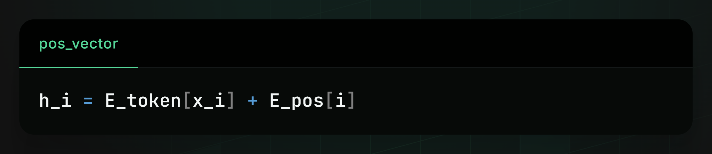 pos_vector
h_i = E_token[x_i] + E_pos[i]